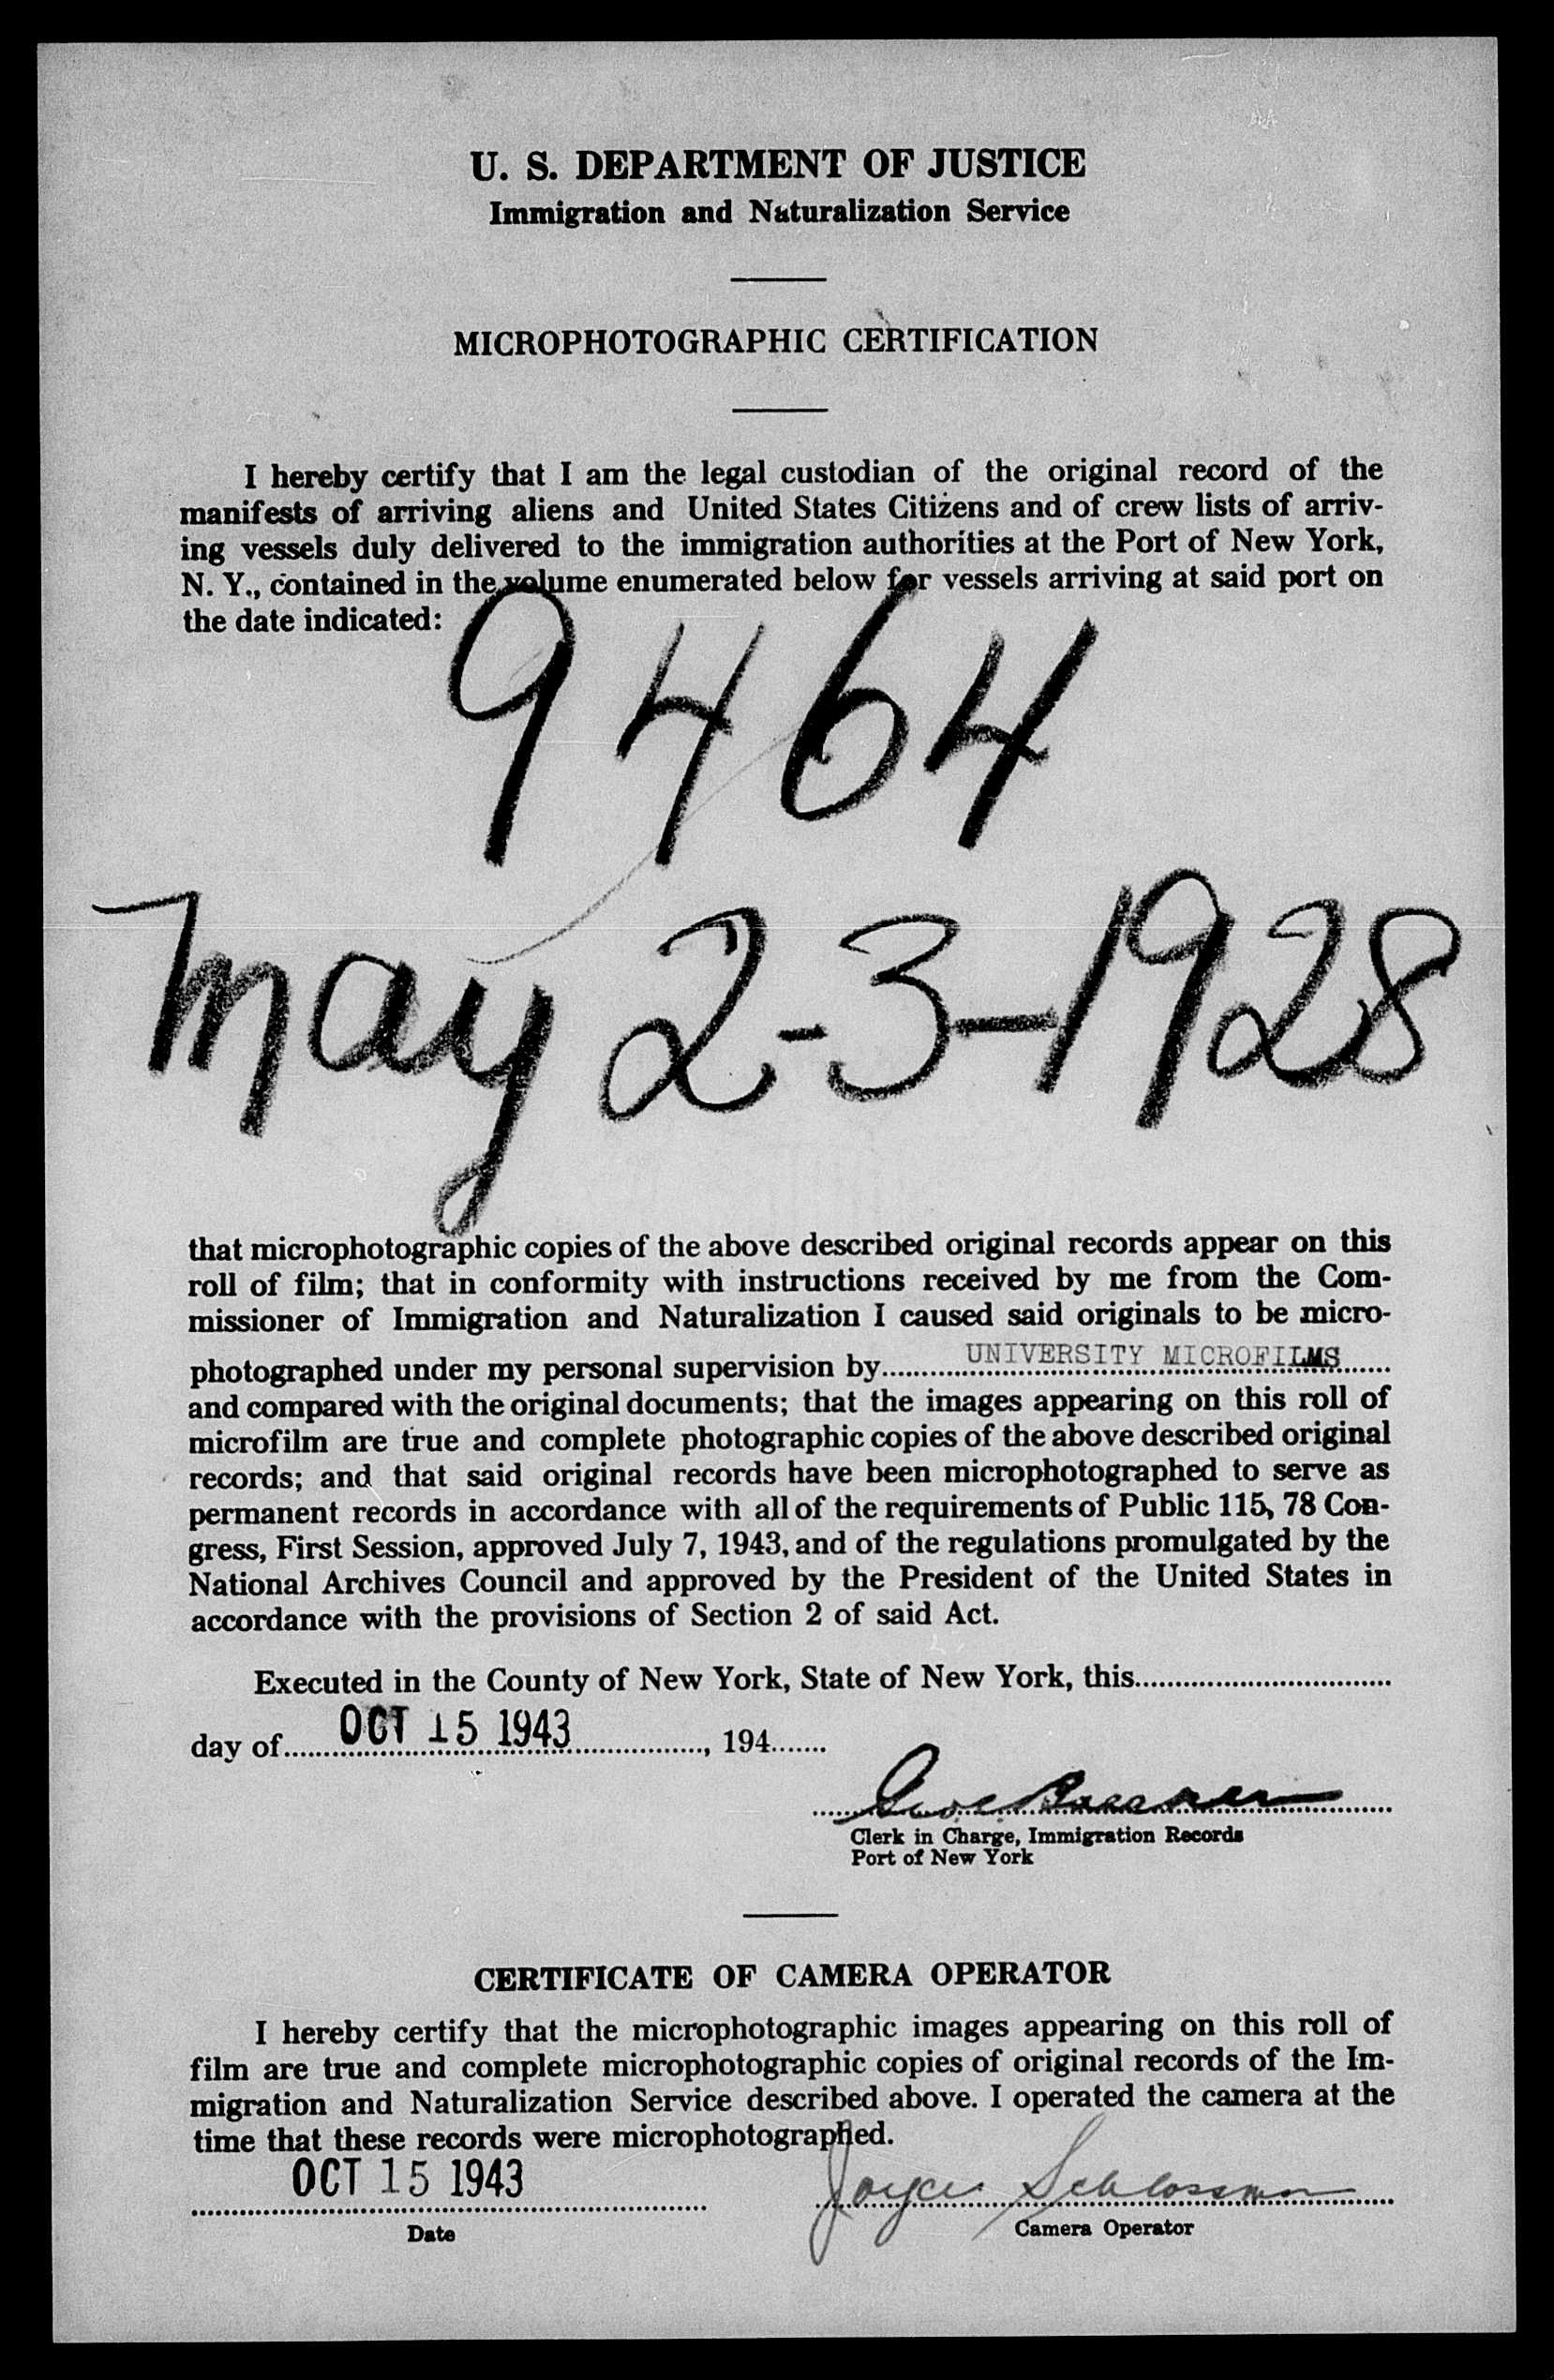 U. S. DEPARTMENT OF JUSTICE
Immigration and Naturalization Service
MICROPHOTOGRAPHIC CERTIFICATION
I hereby certify that I am the legal custodian of the original record of the
manifests of arriving aliens and United States Citizens and of crew lists of arriv-
ing vessels duly delivered to the immigration authorities at the Port of New York,
N. Y., contained in the volume enumerated below for vessels arriving at said port on
the date indicated:
9464
May 2-3-1928
that microphotographic copies of the above described original records appear on this
roll of film; that in conformity with instructions received by me from the Com-
missioner of Immigration and Naturalization I caused said originals to be micro-
photographed under my personal supervision by UNIVERSITY MICROFILMS
and compared with the original documents; that the images appearing on this roll of
microfilm are true and complete photographic copies of the above described original
records; and that said original records have been microphotographed to serve as
permanent records in accordance with all of the requirements of Public 115, 78 Con-
gress, First Session, approved July 7, 1943, and of the regulations promulgated by the
National Archives Council and approved by the President of the United States in
accordance with the provisions of Section 2 of said Act.
Executed in the County of New York, State of New York, this
day of OCT 15 1943, 194
Clerk in Charge, Immigration Records
Port of New York
CERTIFICATE OF CAMERA OPERATOR
I hereby certify that the microphotographic images appearing on this roll of
film are true and complete microphotographic copies of original records of the Im-
migration and Naturalization Service described above. I operated the camera at the
time that these records were microphotographed.
OCT 15 1943 Joyce Schlossman
Date Camera Operator